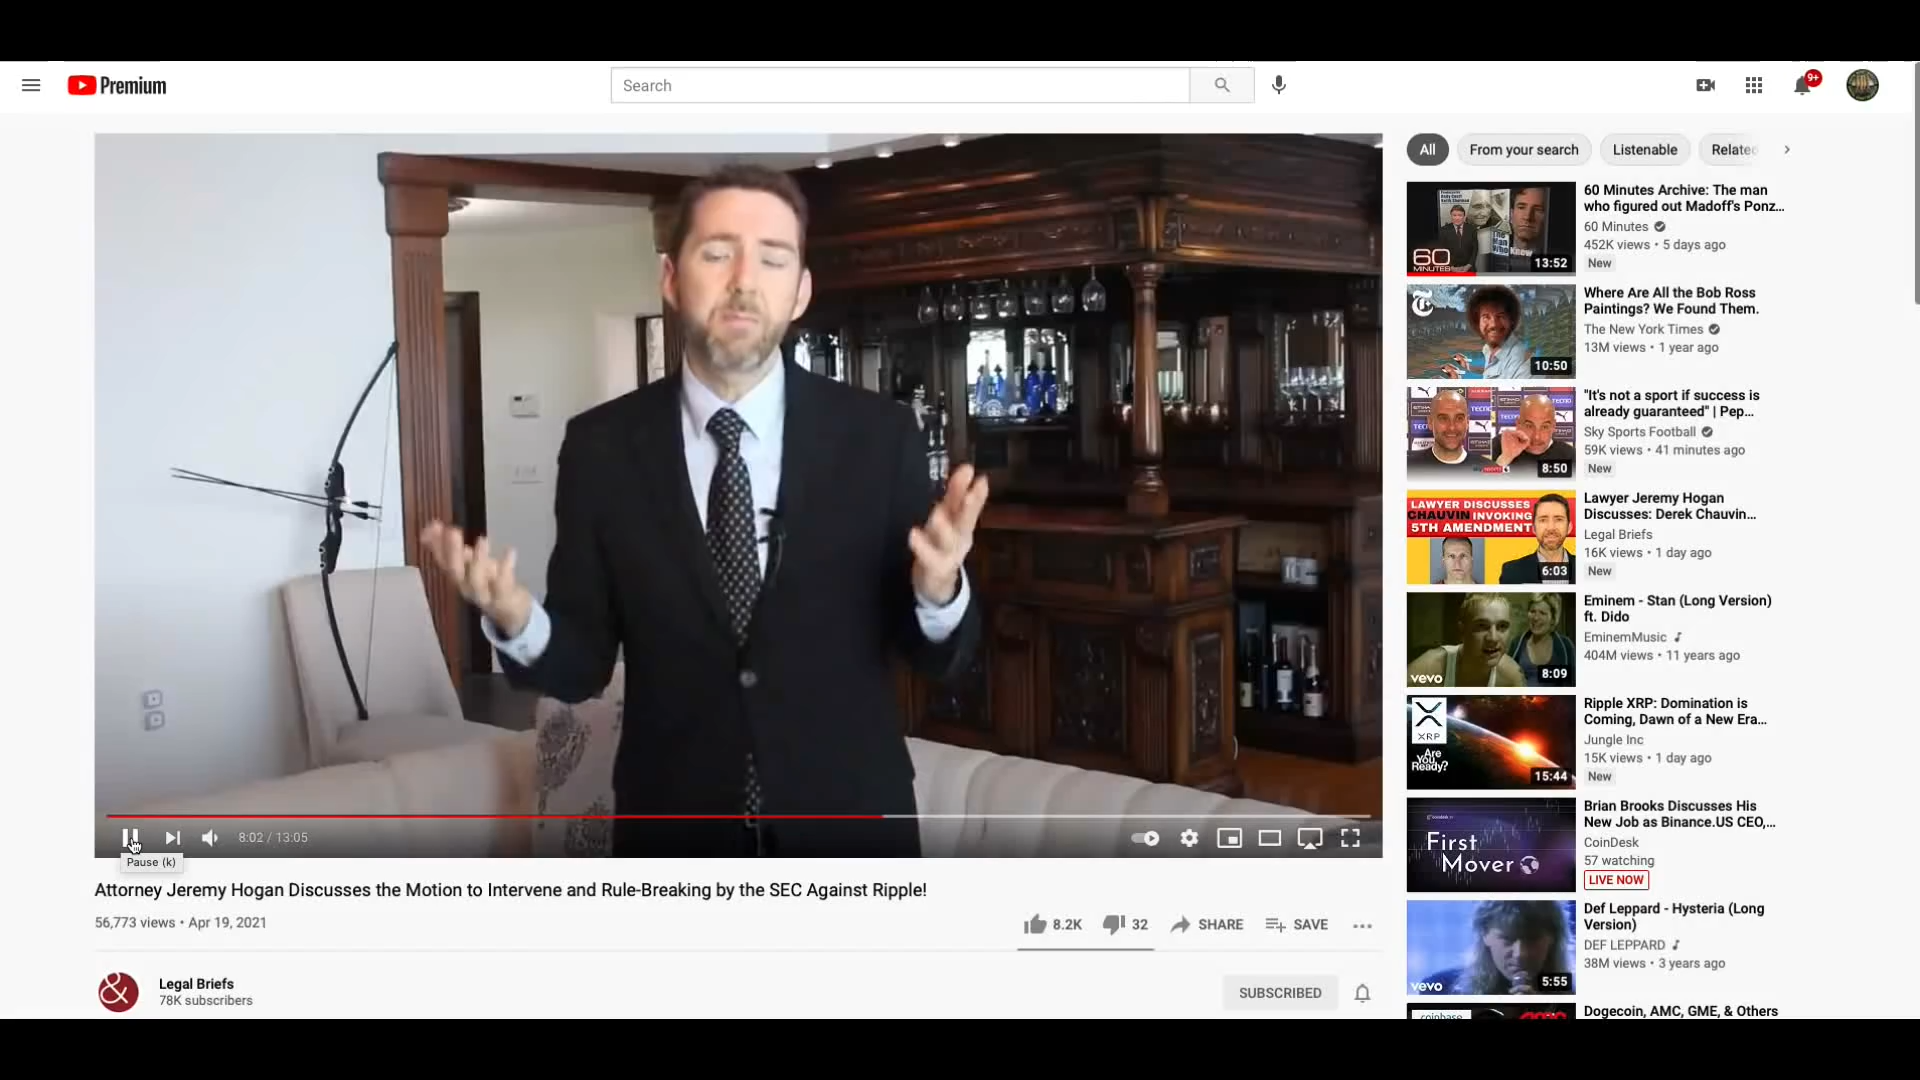 Premium
Search
9+
All
From your search
Listenable
Related
60 Minutes Archive: The man
who figured out Madoff's Ponz...
60 Minutes
452K views • 5 days ago
New
60
MINUTES
13:52
Where Are All the Bob Ross
Paintings? We Found Them.
The New York Times
13M views • 1 year ago
10:50
"It's not a sport if success is
already guaranteed" | Pep...
Sky Sports Football
59K views • 41 minutes ago
New
8:50
LAWYER DISCUSSES
CHAUVIN INVOKING
5TH AMENDMENT
6:03
Lawyer Jeremy Hogan
Discusses: Derek Chauvin...
Legal Briefs
16K views • 1 day ago
New
Eminem - Stan (Long Version)
ft. Dido
EminemMusic
404M views • 11 years ago
vevo
8:09
XRP
Are
You
Ready?
15:44
Ripple XRP: Domination is
Coming, Dawn of a New Era...
Jungle Inc
15K views • 1 day ago
New
First
Mover
Brian Brooks Discusses His
New Job as Binance.US CEO,...
CoinDesk
57 watching
LIVE NOW
vevo
5:55
Def Leppard - Hysteria (Long
Version)
DEF LEPPARD
38M views • 3 years ago
coinbase
Dogecoin, AMC, GME, & Others
8:02 / 13:05
Pause (k)
Attorney Jeremy Hogan Discusses the Motion to Intervene and Rule-Breaking by the SEC Against Ripple!
56,773 views • Apr 19, 2021
8.2K
32
SHARE
SAVE
&
Legal Briefs
78K subscribers
SUBSCRIBED